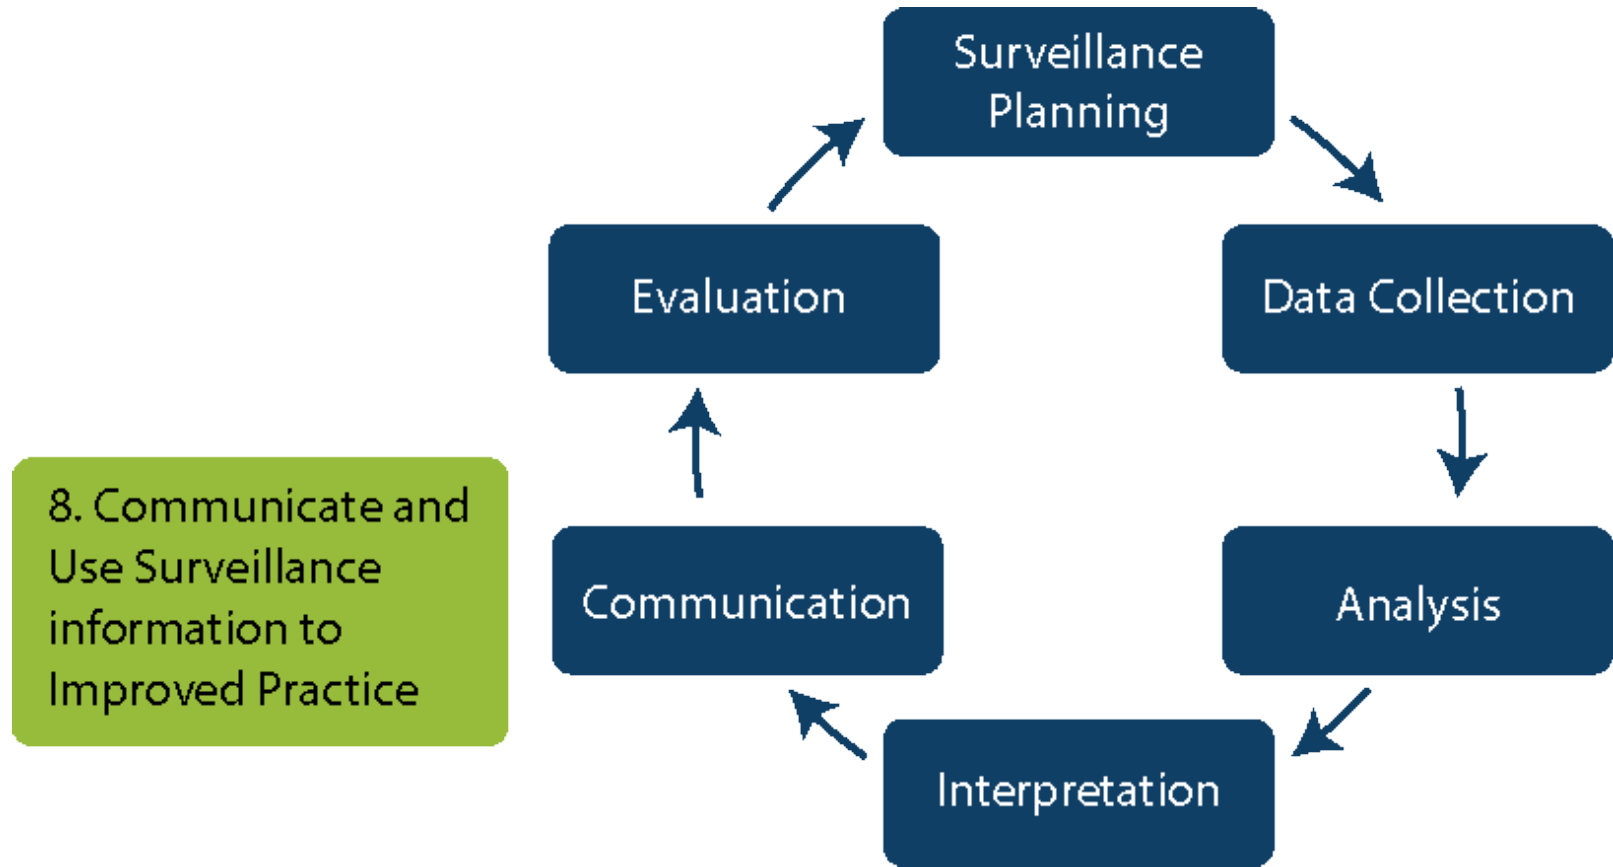 Surveillance
Planning
Evaluation
Data Collection
8. Communicate and
Use Surveillance
information to
Improved Practice
Communication
Analysis
Interpretation